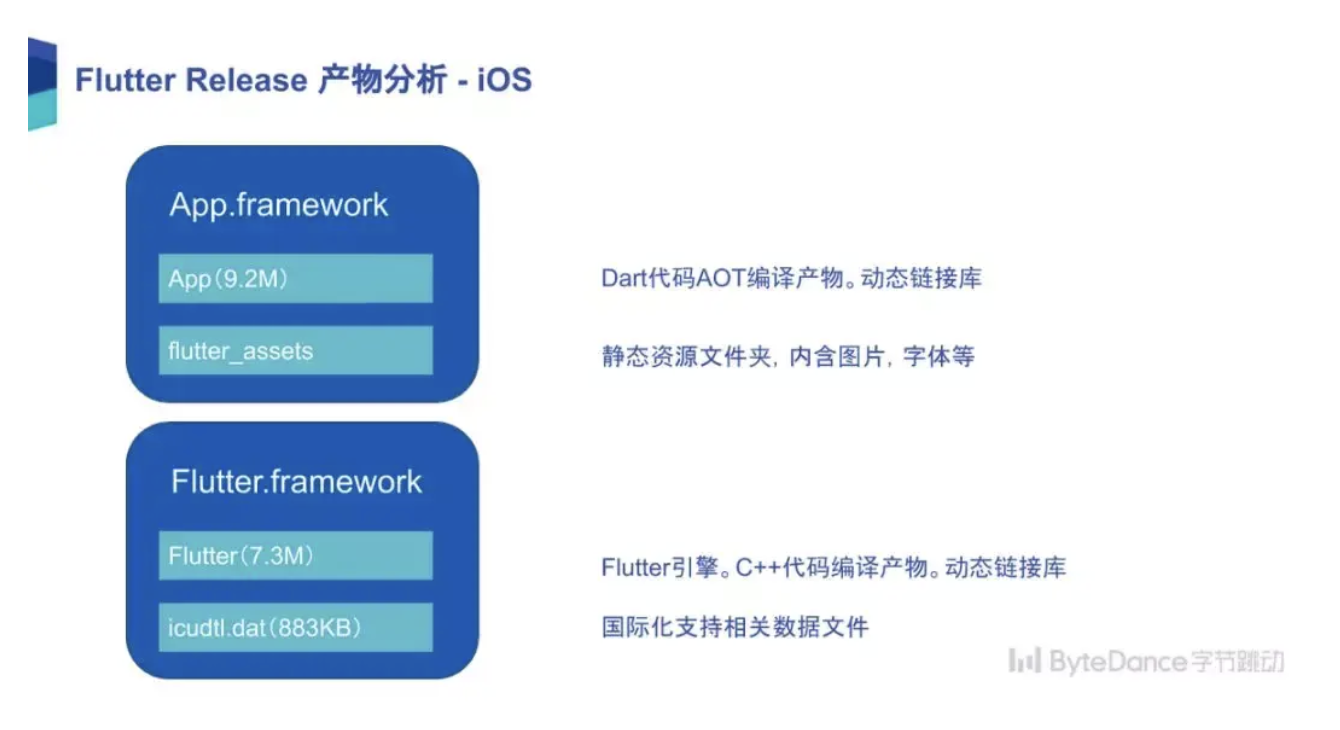 Flutter Release 产物分析 - iOS
App.framework
App（9.2M）
Dart代码AOT编译产物。动态链接库
flutter_assets
静态资源文件夹，内含图片，字体等
Flutter.framework
Flutter（7.3M）
Flutter引擎。C++代码编译产物。动态链接库
icudtl.dat（883KB）
国际化支持相关数据文件
ByteDance字节跳动